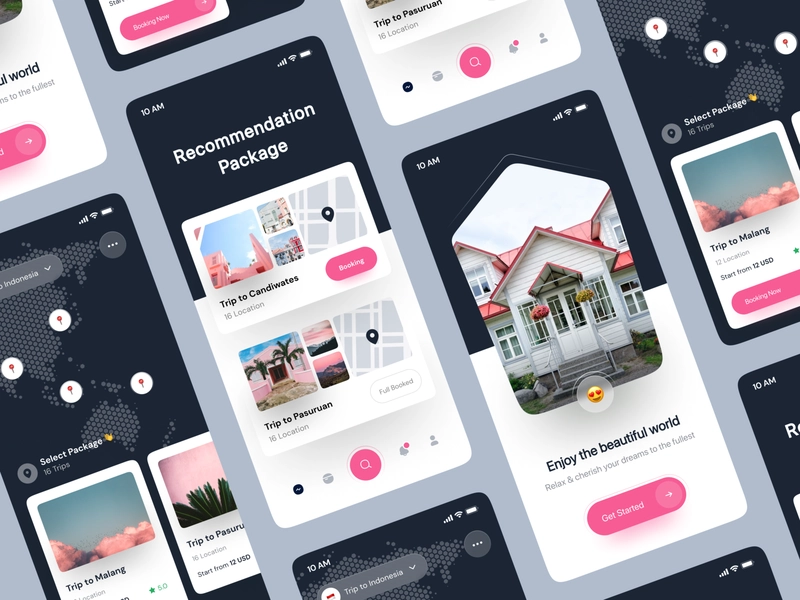 Booking Now
Trip to Pasuruan
16 Location
10 AM
Recommendation
Package
Trip to Candiwates
16 Location
Booking
Trip to Pasuruan
16 Location
Full Booked
10 AM
Enjoy the beautiful world
Relax & cherish your dreams to the fullest
Get Started
Select Package 👋
16 Trips
Trip to Malang
12 Location
Start from 12 USD
Booking Now
ul world
ms to the fullest
o Indonesia
Select Package 👋
16 Trips
Trip to Malang
Location
USD
5.0
Trip to Pasuru
16 Location
Start from 12 USD
10 AM
Trip to Indonesia
10 AM